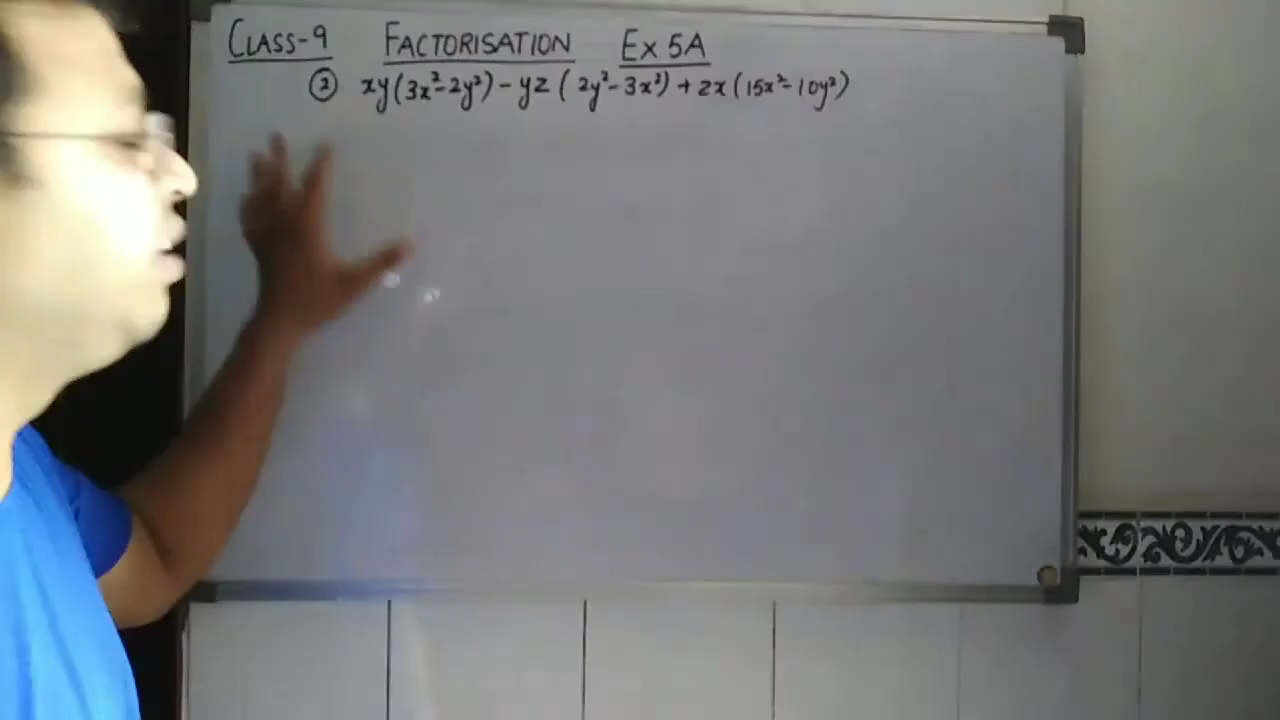 CLASS-9 FACTORISATION Ex 5A
② xy(3x²-2y²) - yz (2y²- 3x²) + zx (15x²- 10y²)